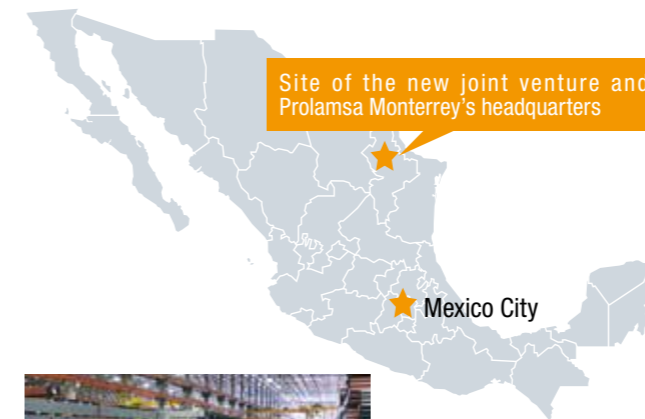 Site of the new joint venture and
Prolamsa Monterrey's headquarters
Mexico City